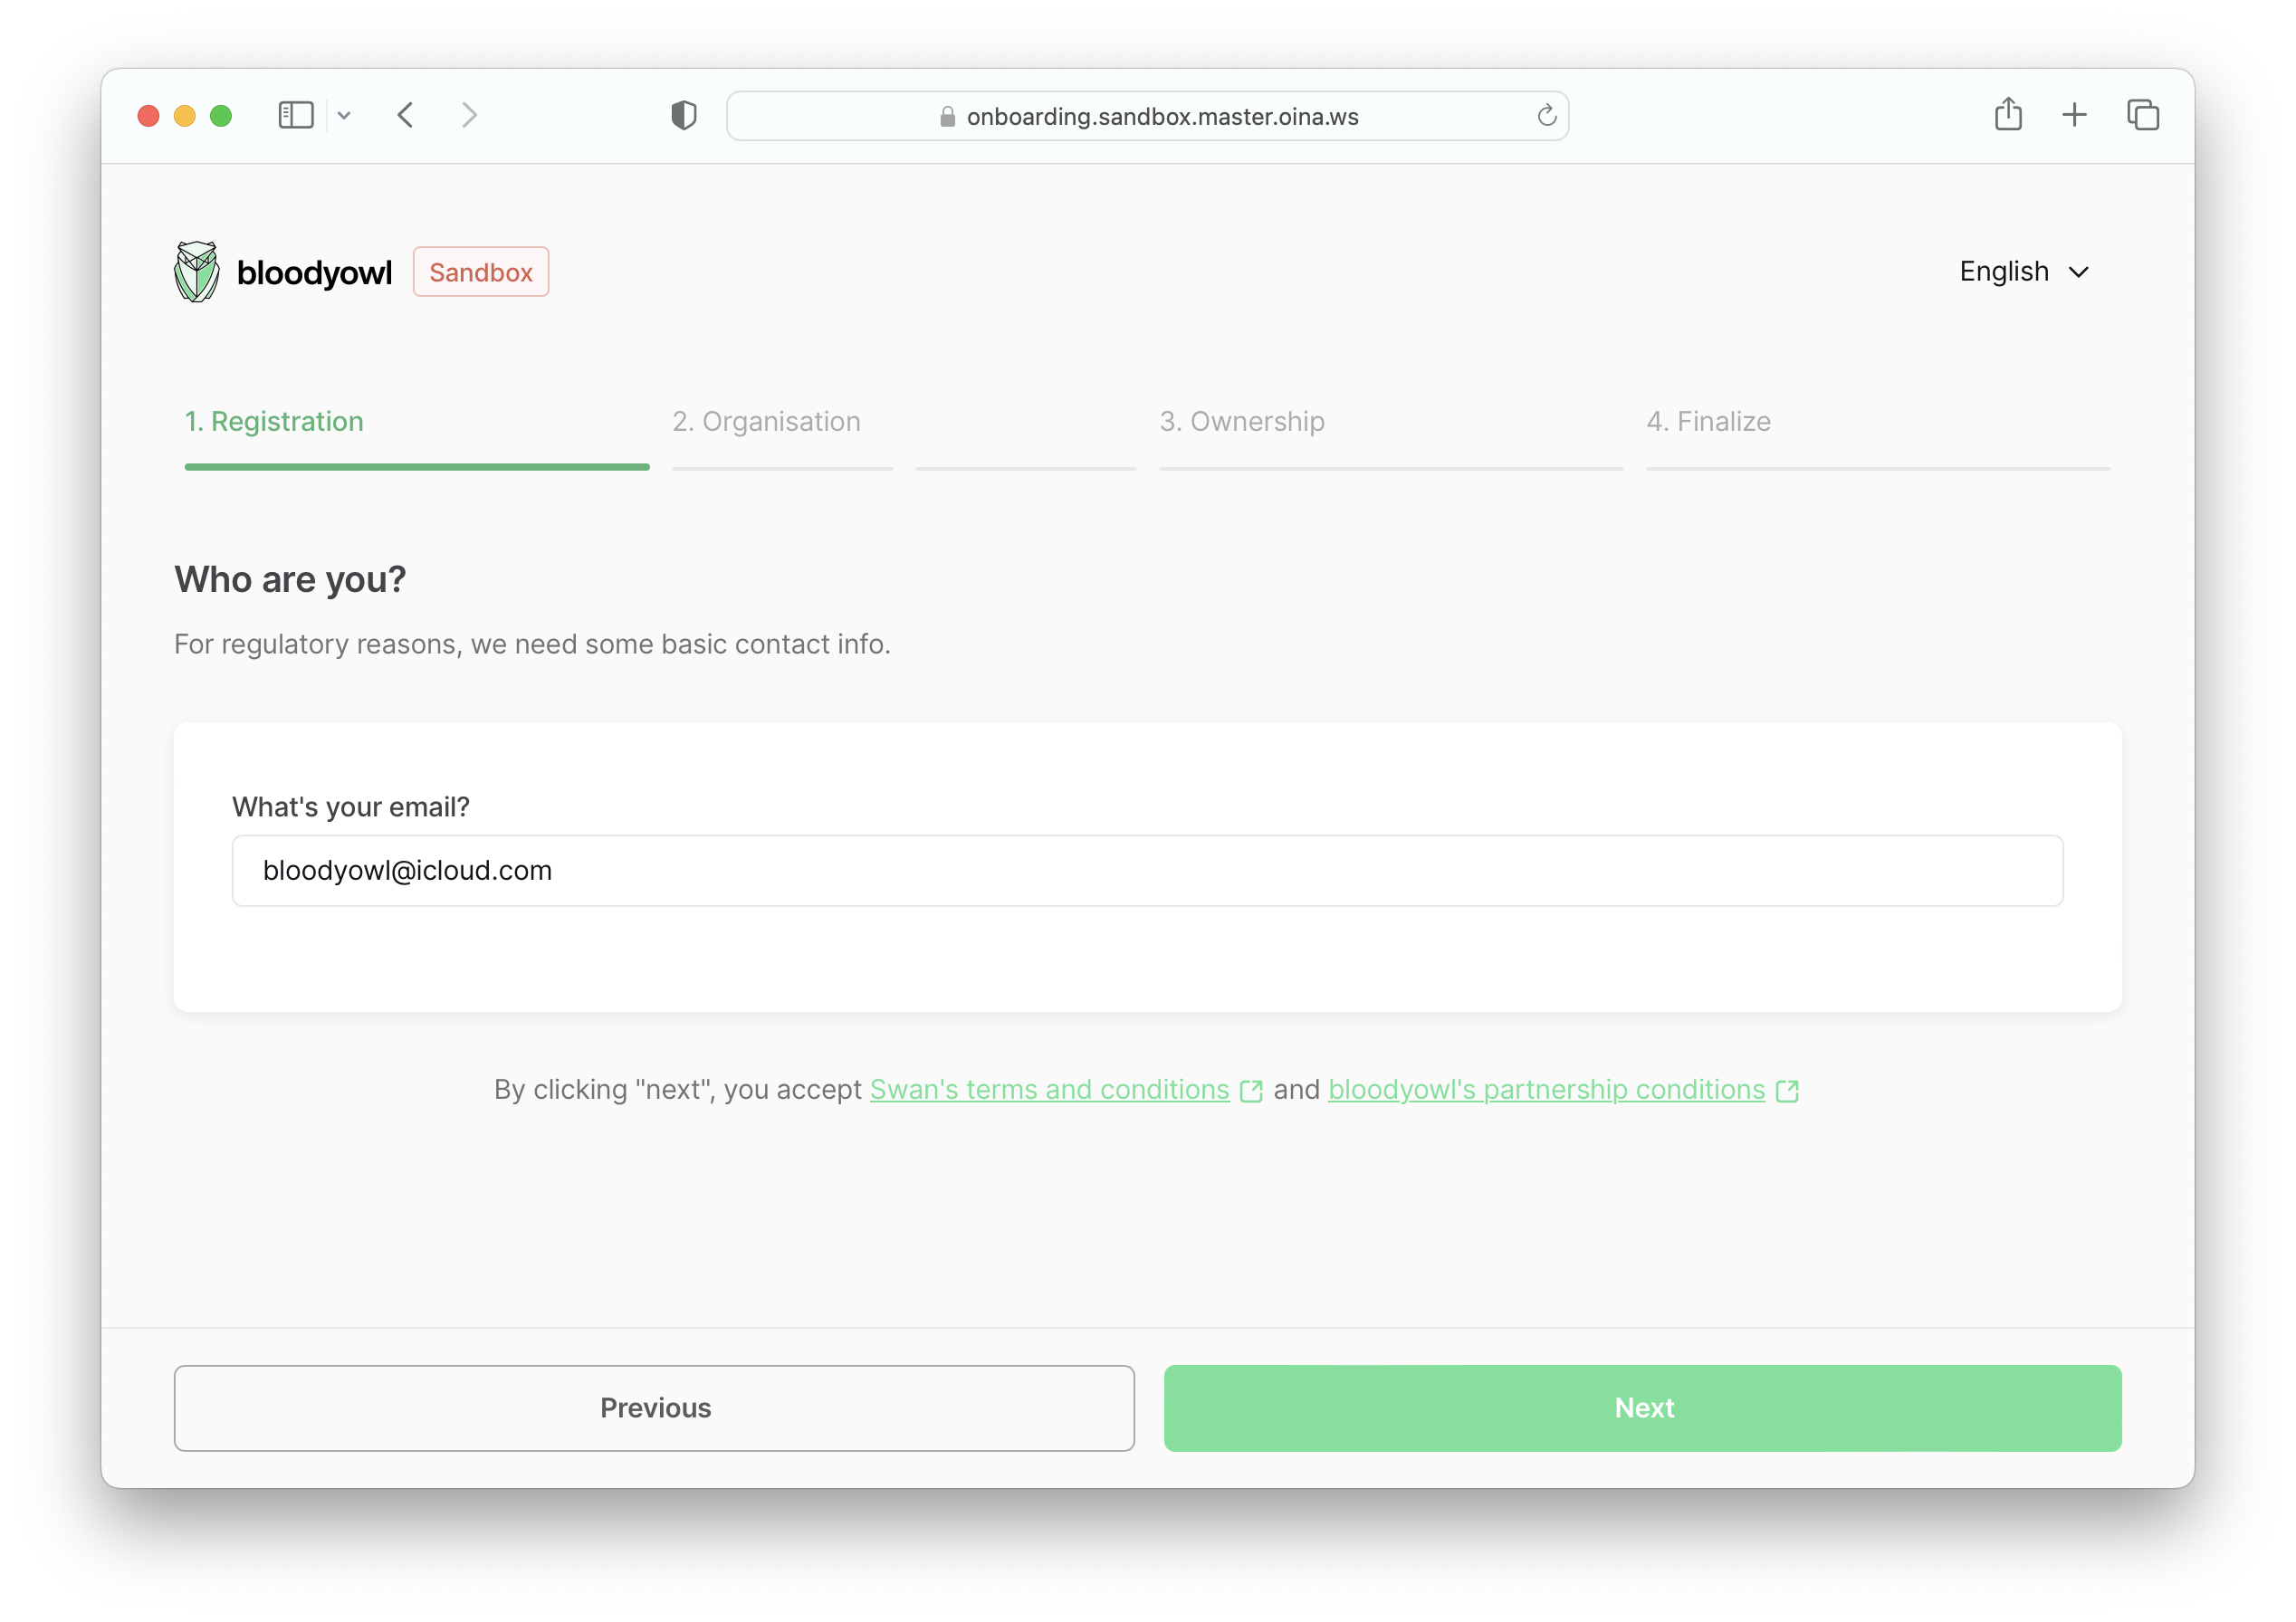 onboarding.sandbox.master.oina.ws
bloodyowl Sandbox English
1. Registration 2. Organisation 3. Ownership 4. Finalize
Who are you?
For regulatory reasons, we need some basic contact info.
What's your email?
bloodyowl@icloud.com
By clicking "next", you accept Swan's terms and conditions and bloodyowl's partnership conditions
Previous Next